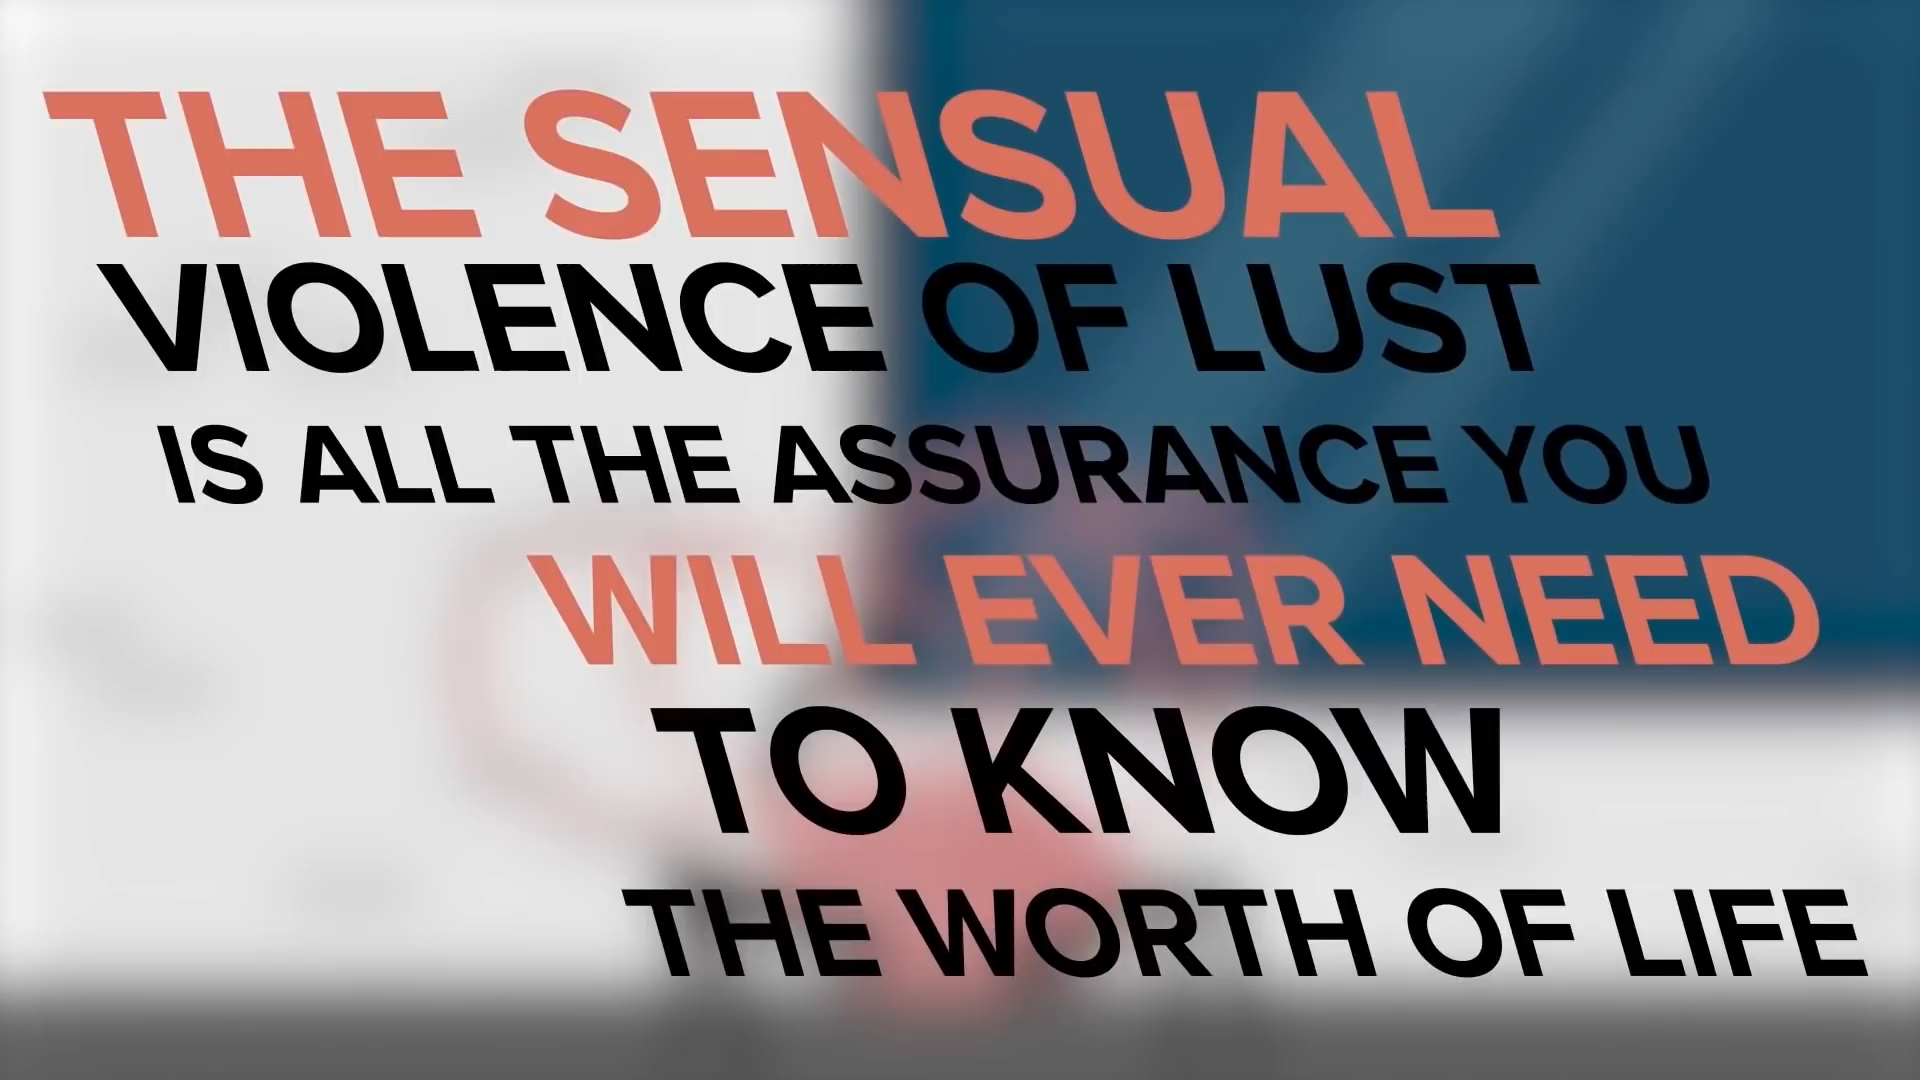 THE SENSUAL
VIOLENCE OF LUST
IS ALL THE ASSURANCE YOU
WILL EVER NEED
TO KNOW
THE WORTH OF LIFE